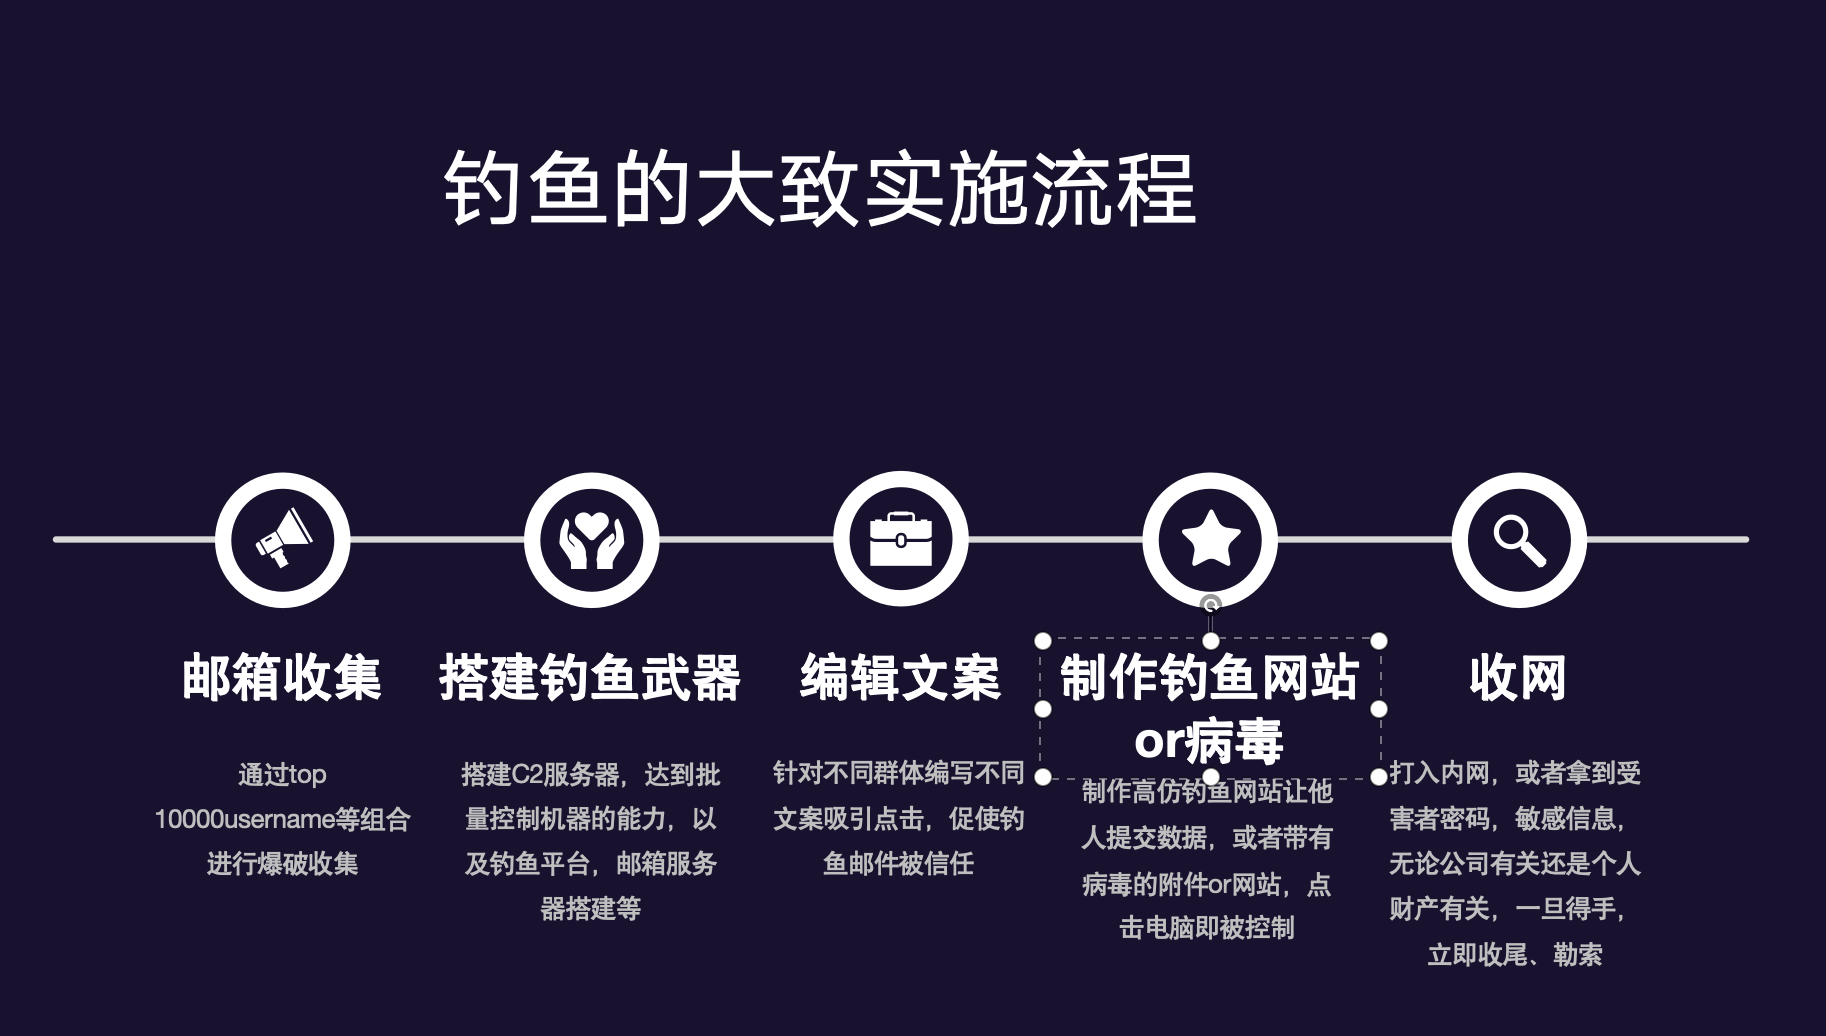 钓鱼的大致实施流程
邮箱收集
通过top
10000username等组合
进行爆破收集
搭建钓鱼武器
搭建C2服务器，达到批
量控制机器的能力，以
及钓鱼平台，邮箱服务
器搭建等
编辑文案
针对不同群体编写不同
文案吸引点击，促使钓
鱼邮件被信任
制作钓鱼网站
or病毒
制作高仿钓鱼网站让他
人提交数据，或者带有
病毒的附件or网站，点
击电脑即被控制
收网
打入内网，或者拿到受
害者密码，敏感信息，
无论公司有关还是个人
财产有关，一旦得手，
立即收尾、勒索